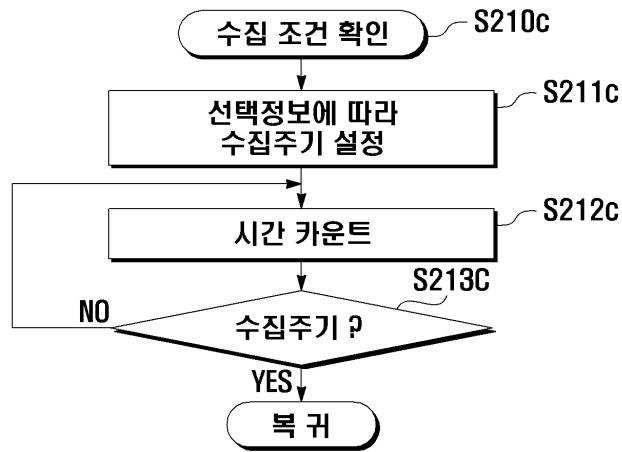 수집 조건 확인
S210c
선택정보에 따라
수집주기 설정
S211c
시간 카운트
S212c
수집주기 ?
S213C
NO
YES
복 귀